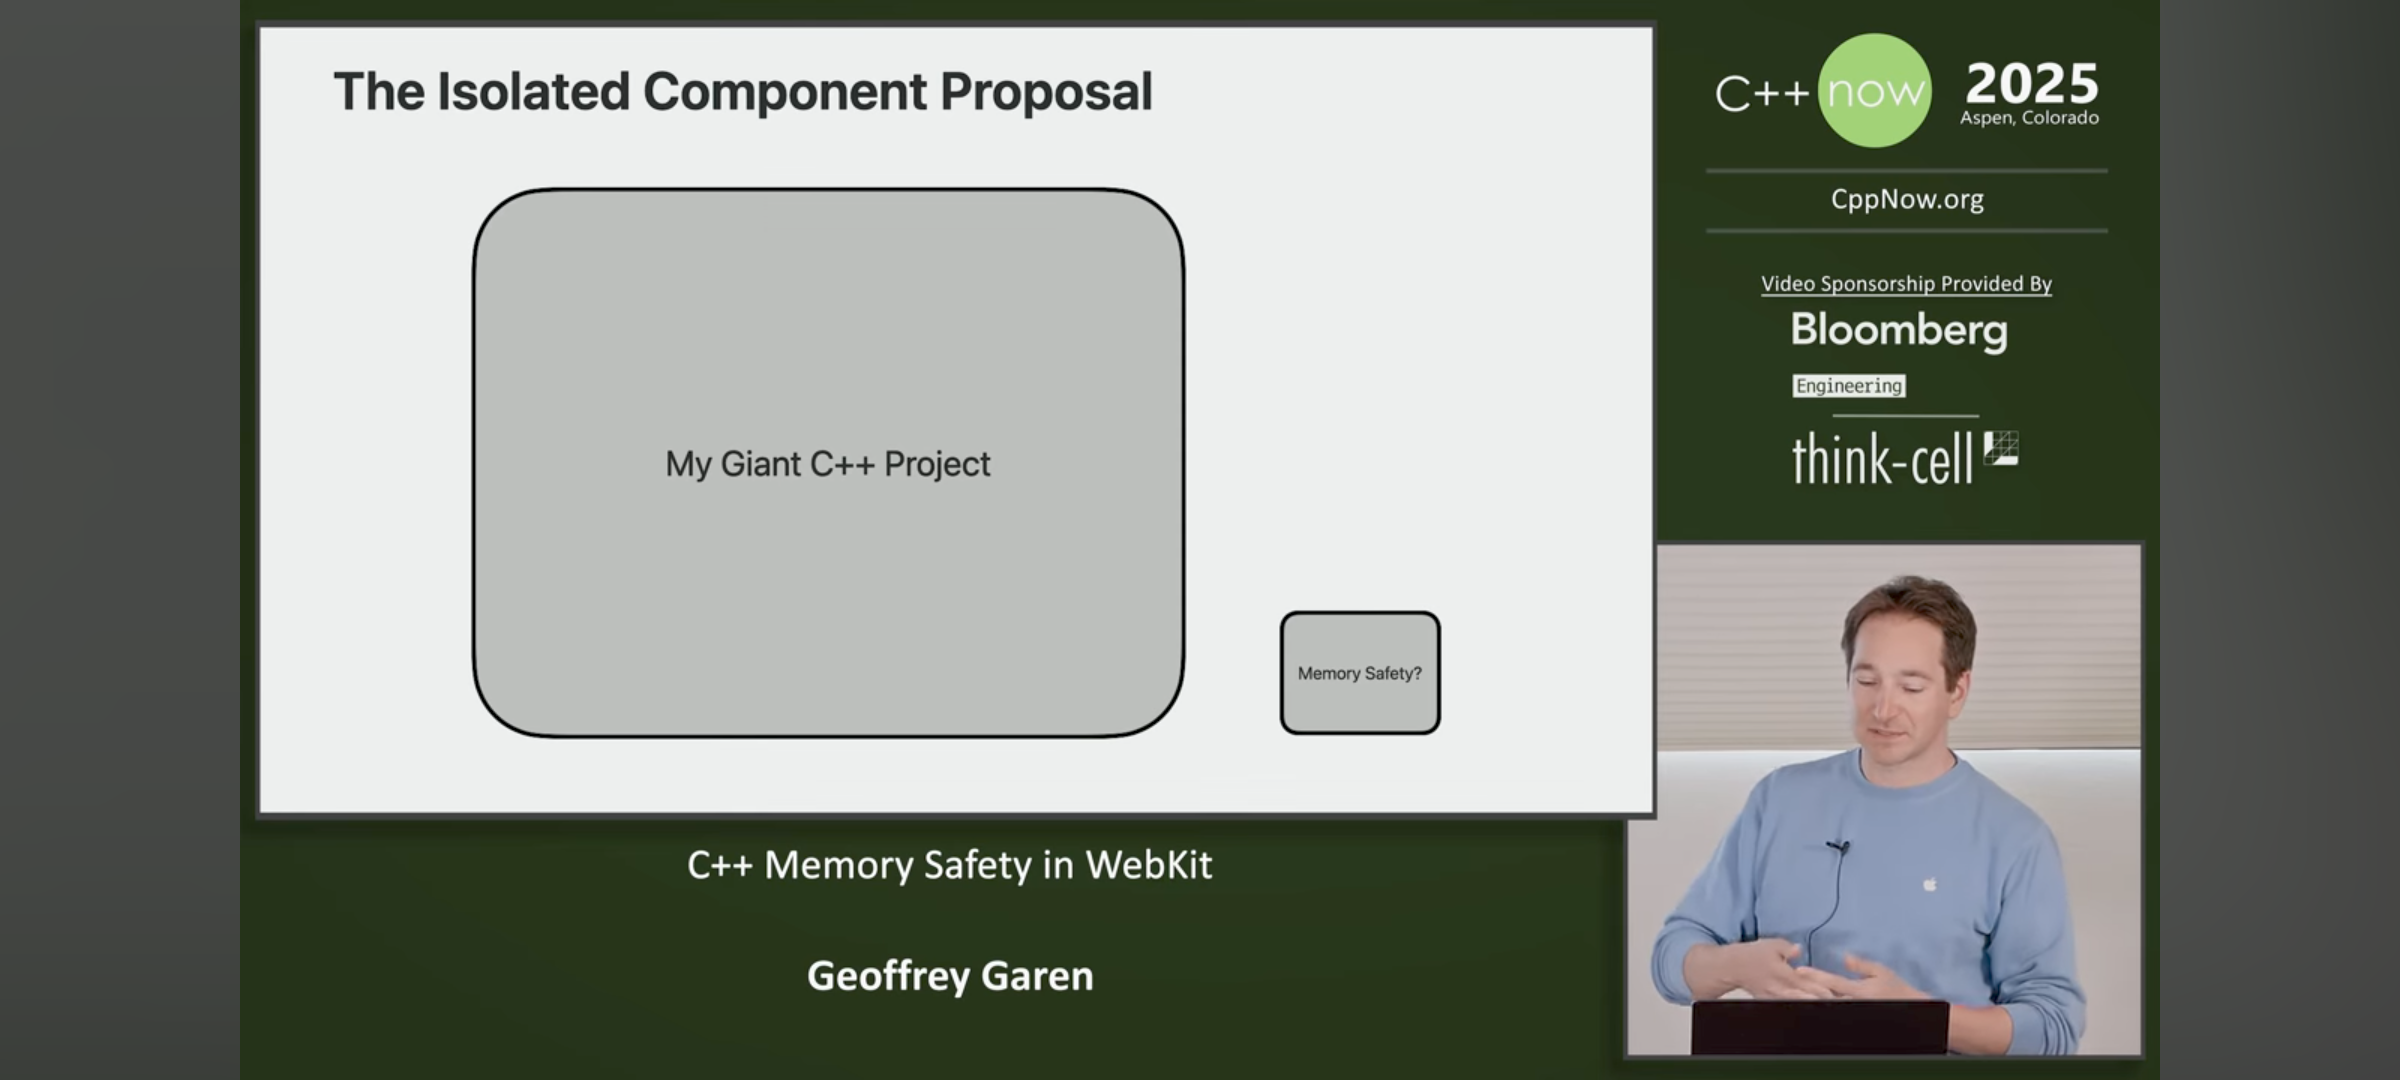 The Isolated Component Proposal
My Giant C++ Project
Memory Safety?
C++ now
2025
Aspen, Colorado
CppNow.org
Video Sponsorship Provided By
Bloomberg
Engineering
think-cell
C++ Memory Safety in WebKit
Geoffrey Garen